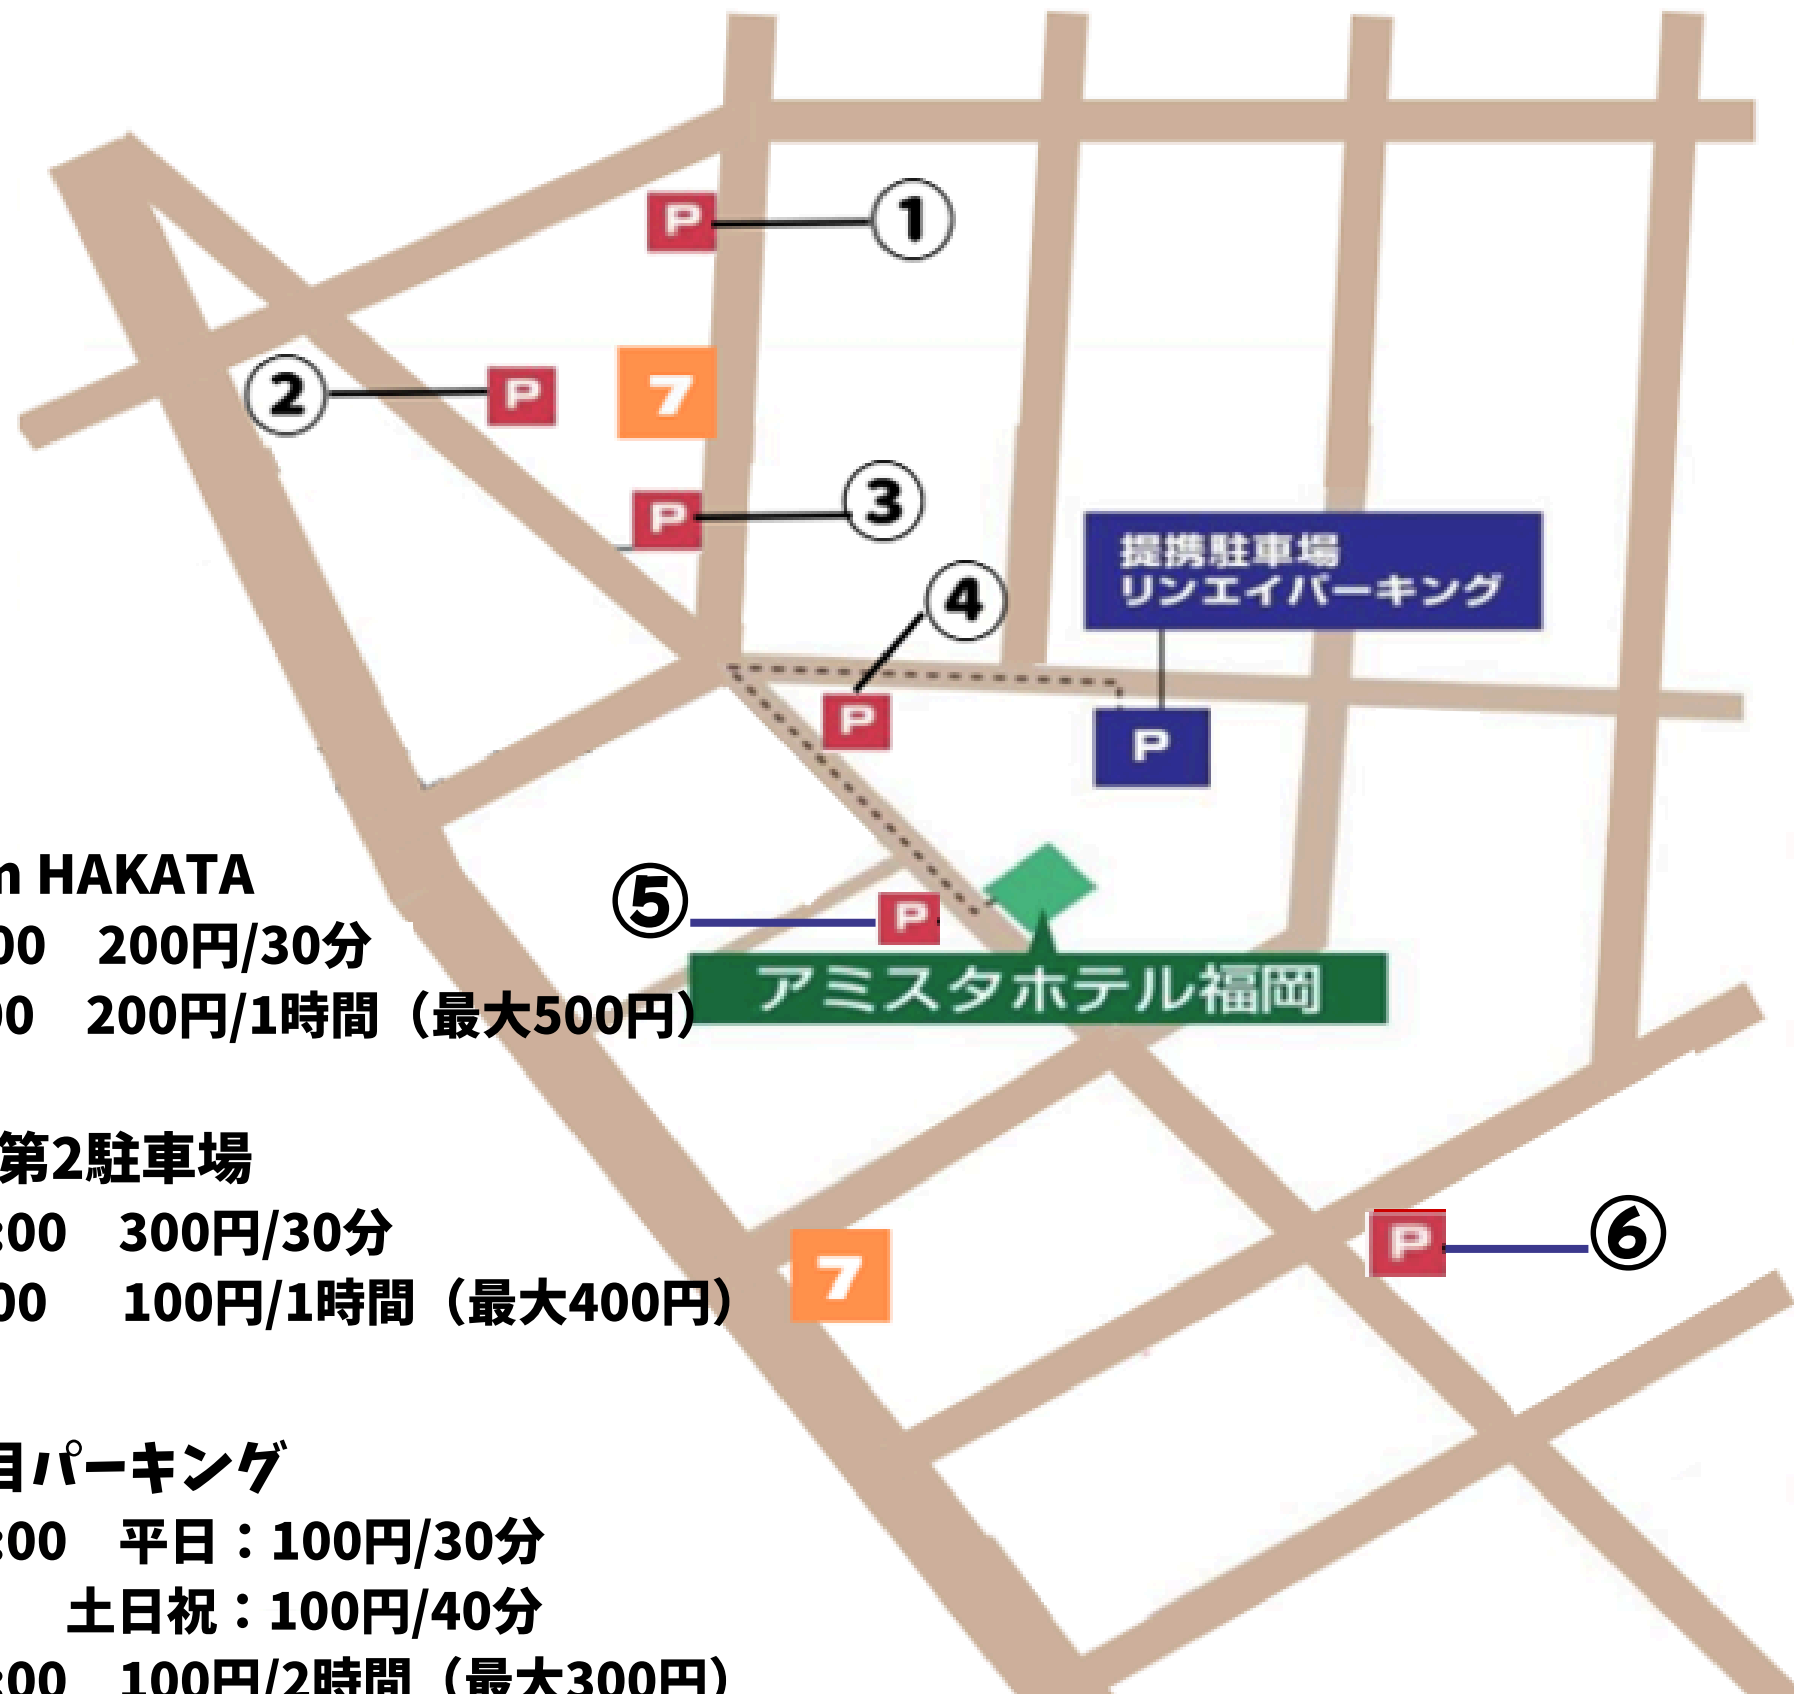 P
①
②
P
7
P
③
④
提携駐車場
リンエイパーキング
P
P
⑤
P
アミスタホテル福岡
HAKATA
00 200円/30分
00 200円/1時間（最大500円）
第2駐車場
:00 300円/30分
00 100円/1時間（最大400円）
7
P
⑥
目パーキング
:00 平日：100円/30分
土日祝：100円/40分
:00 100円/2時間（最大300円）